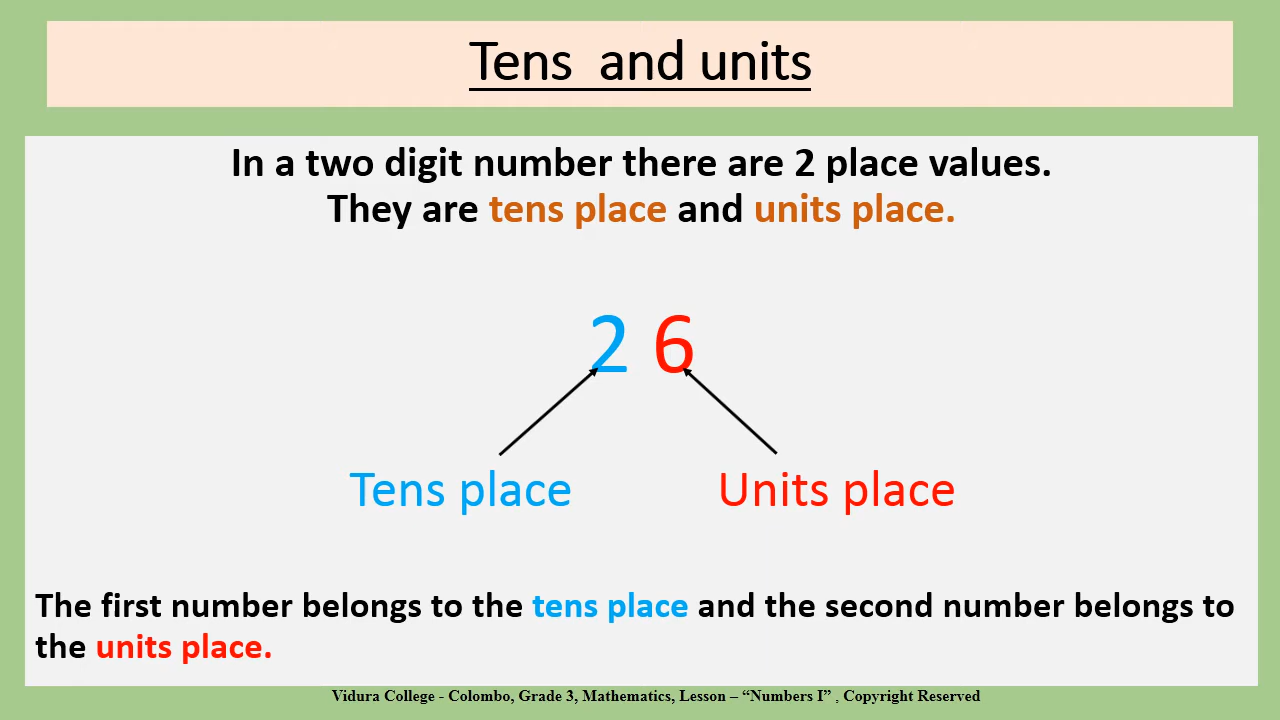 Tens and units
In a two digit number there are 2 place values.
They are tens place and units place.
2 6
Tens place Units place
The first number belongs to the tens place and the second number belongs to
the units place.
Vidura College - Colombo, Grade 3, Mathematics, Lesson – “Numbers I” , Copyright Reserved